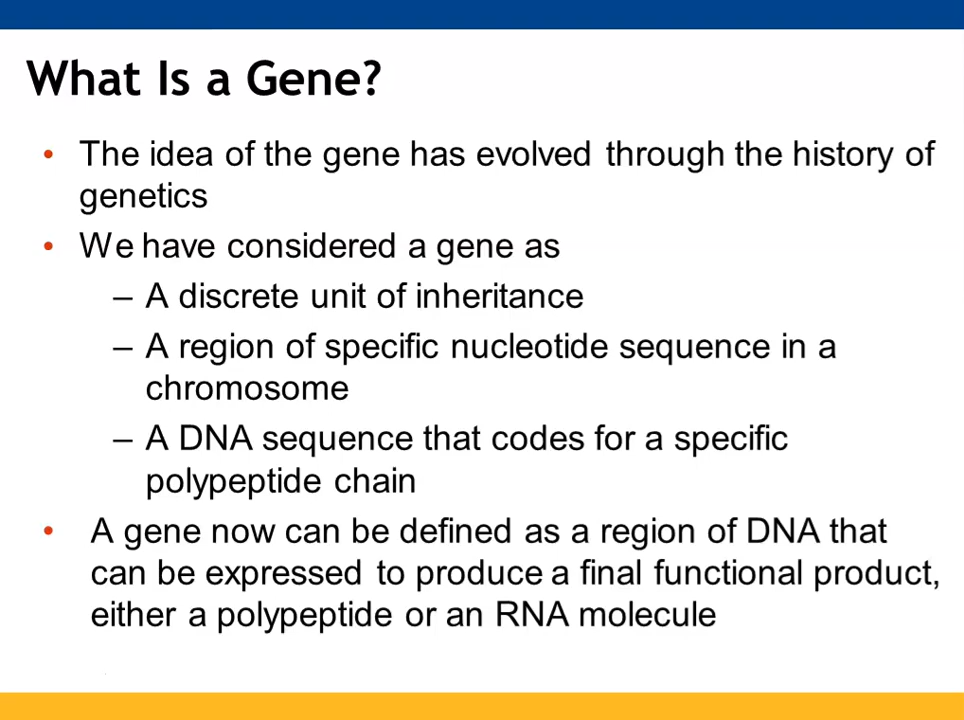 What Is a Gene?
• The idea of the gene has evolved through the history of
genetics
• We have considered a gene as
– A discrete unit of inheritance
– A region of specific nucleotide sequence in a
chromosome
– A DNA sequence that codes for a specific
polypeptide chain
• A gene now can be defined as a region of DNA that
can be expressed to produce a final functional product,
either a polypeptide or an RNA molecule